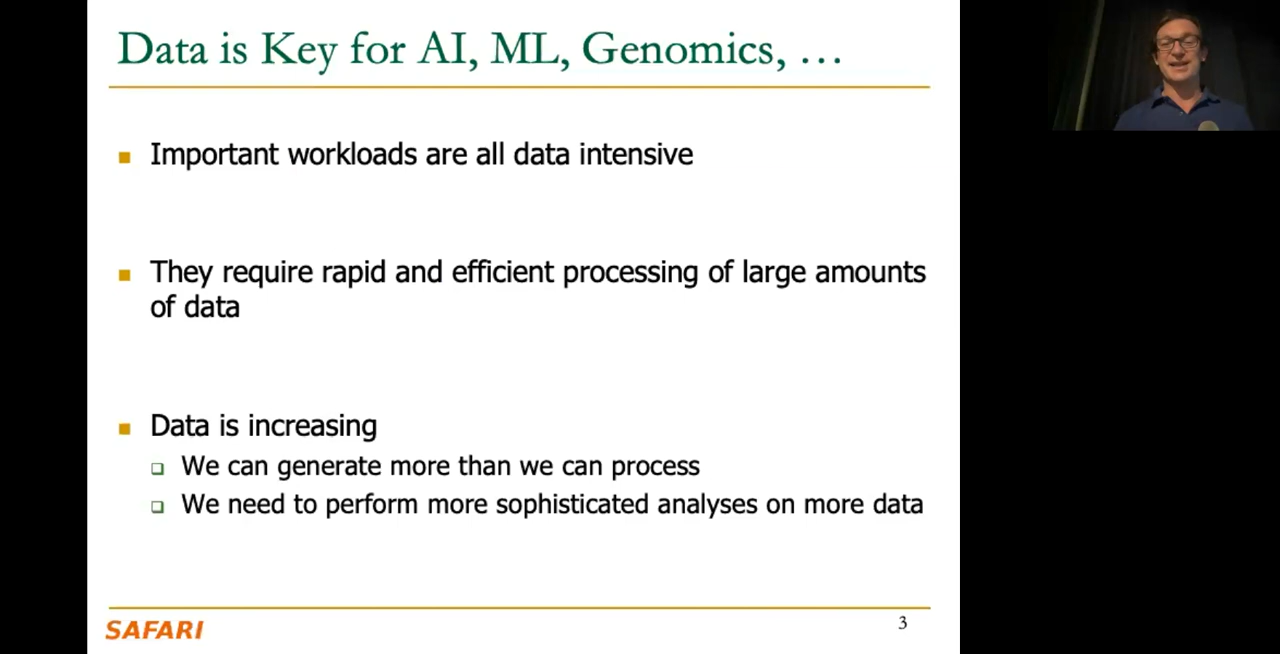 Data is Key for AI, ML, Genomics, …
Important workloads are all data intensive
They require rapid and efficient processing of large amounts
of data
Data is increasing
We can generate more than we can process
We need to perform more sophisticated analyses on more data
SAFARI
3